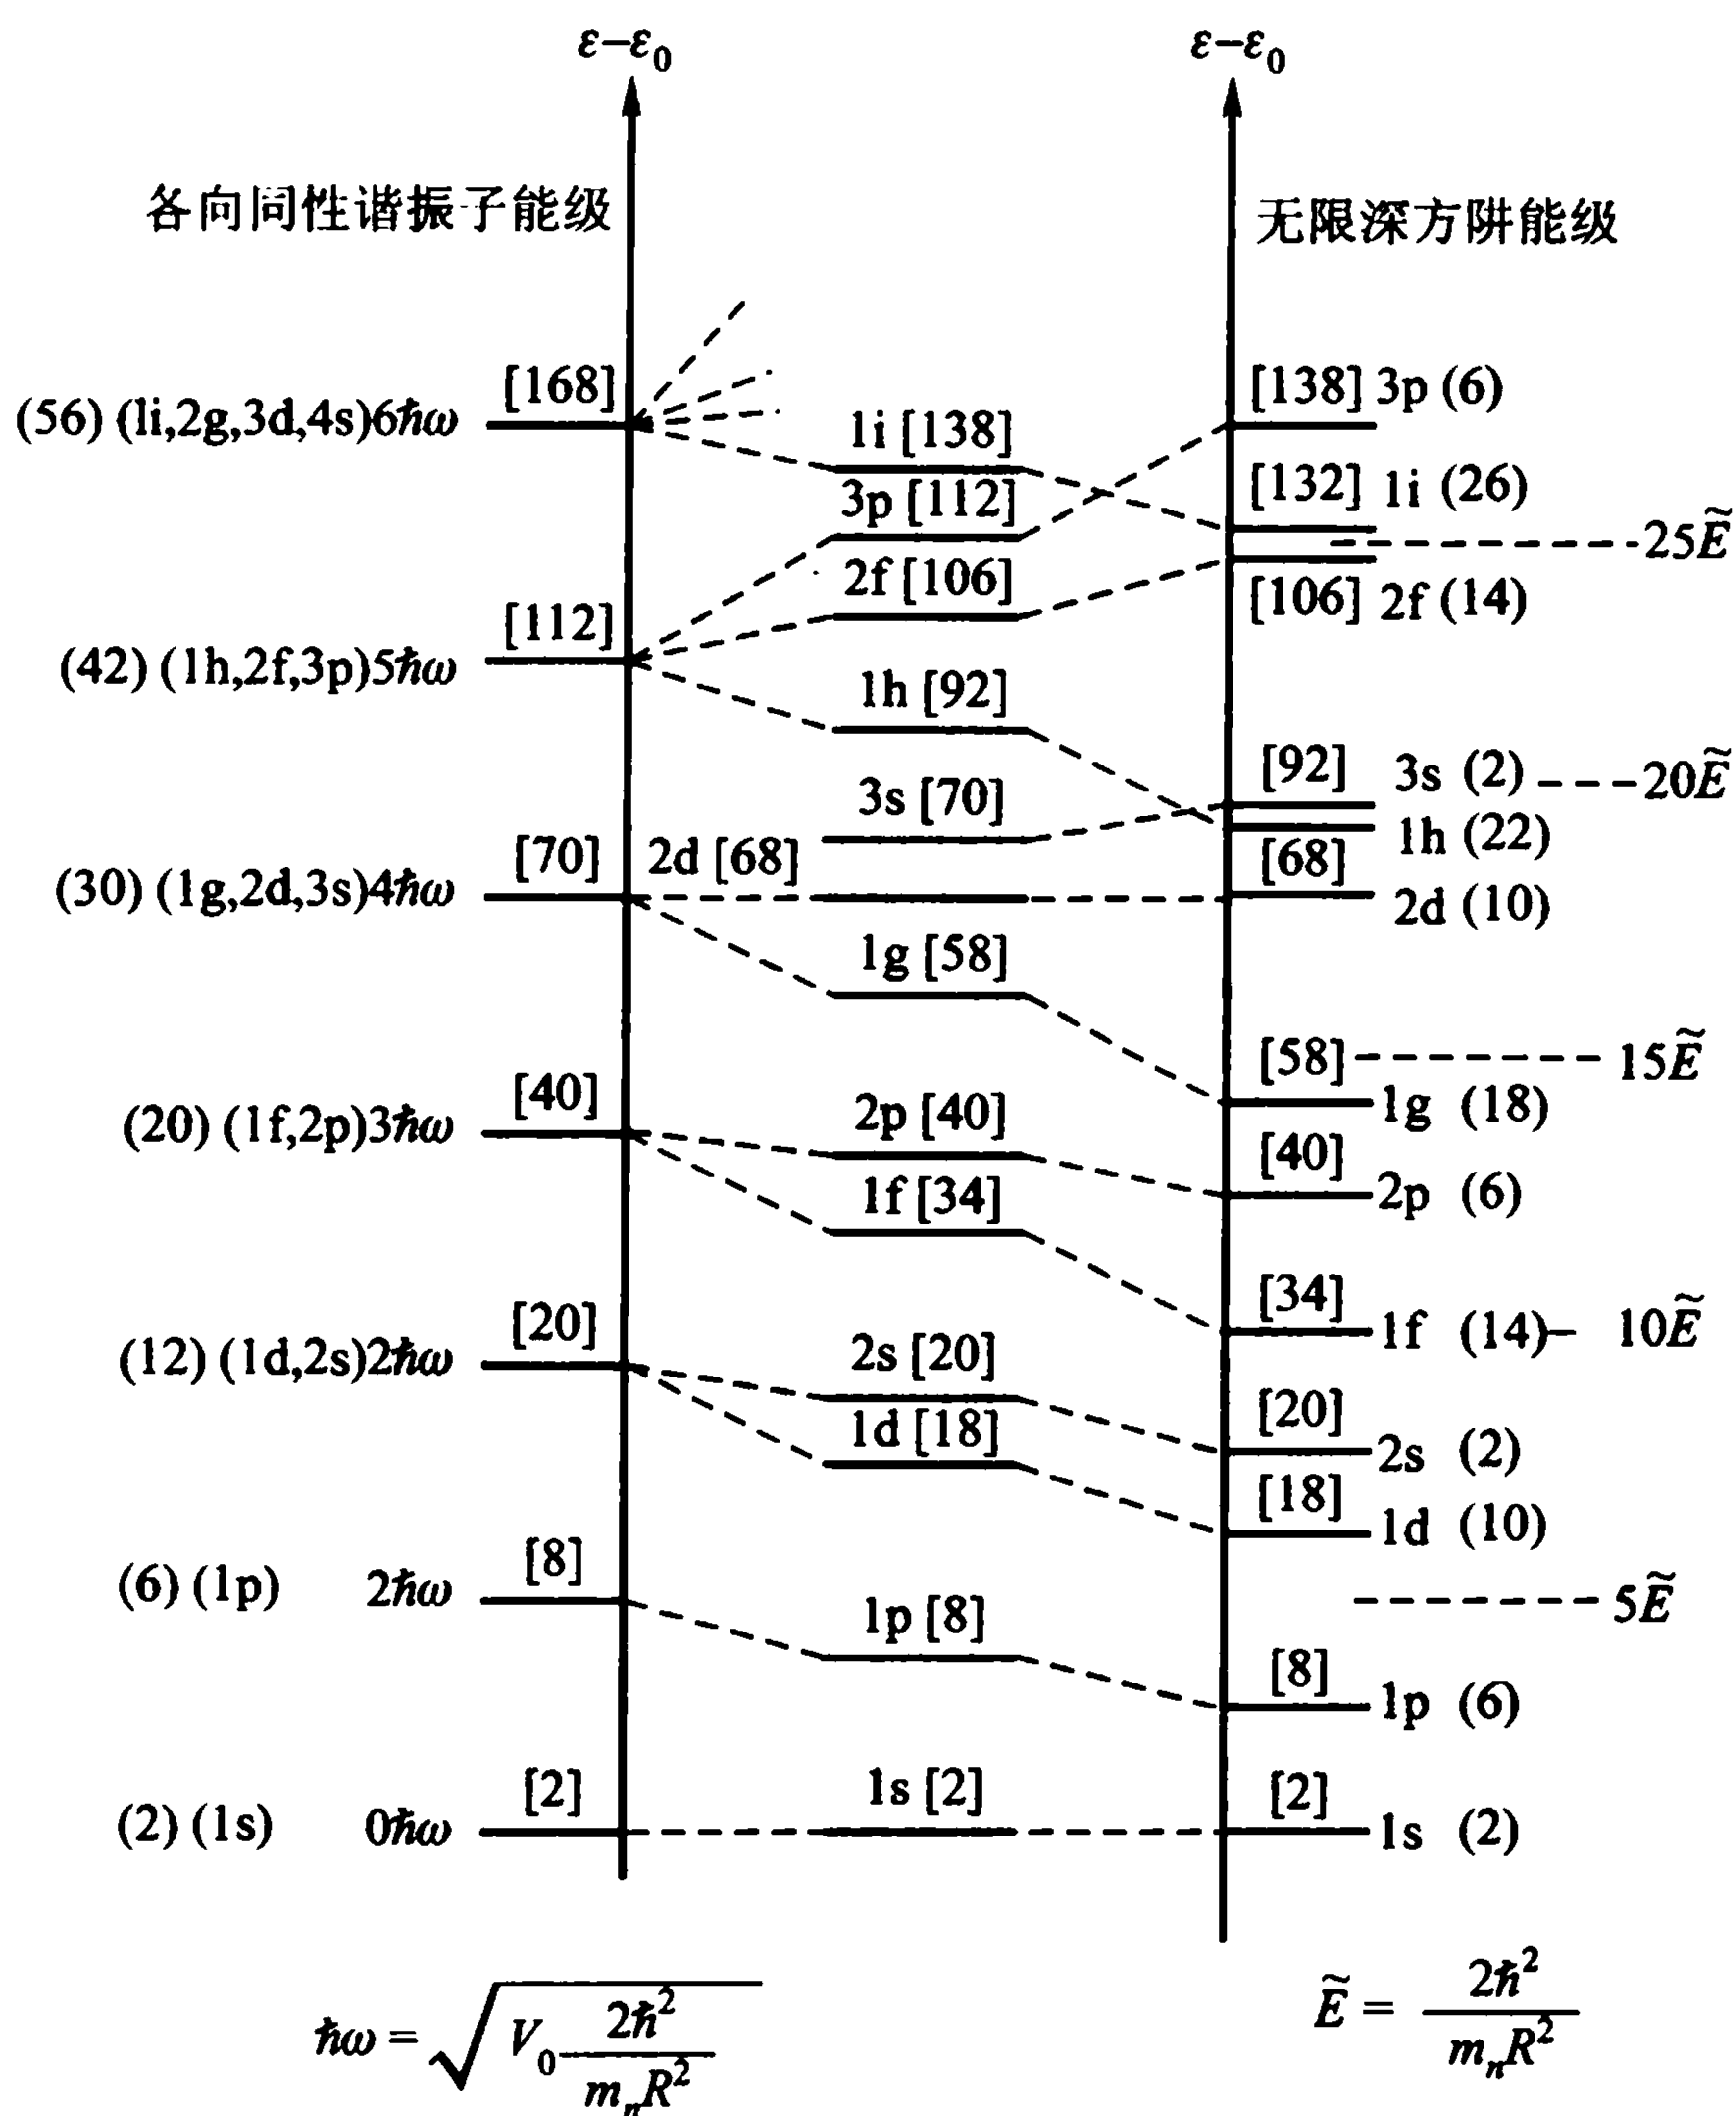 ε−ε₀ ε−ε₀
各向同性谐振子能级 无限深方阱能级
[168] [138] 3p (6)
(56) (li,2g,3d,4s)6ħω 1i [138]
3p [112] [132] 1i (26)
25Ẽ
2f [106] [106] 2f (14)
[112]
(42) (1h,2f,3p)5ħω 1h [92]
[92] 3s (2) 20Ẽ
3s [70] 1h (22)
[70] 2d [68] [68]
(30) (1g,2d,3s)4ħω 2d (10)
1g [58]
[58] 15Ẽ
[40] 2p [40] 1g (18)
(20) (1f,2p)3ħω [40]
1f [34] 2p (6)
[34]
[20] 2s [20] 1f (14) 10Ẽ
(12) (1d,2s)2ħω [20]
1d [18] 2s (2)
[18]
[8] 1d (10)
(6) (1p) 2ħω 5Ẽ
1p [8]
[8]
1p (6)
[2] 1s [2] [2]
(2) (1s) 0ħω 1s (2)
ħω = √(V₀ 2ħ²/mₙR²) Ẽ = 2ħ²/mₙR²